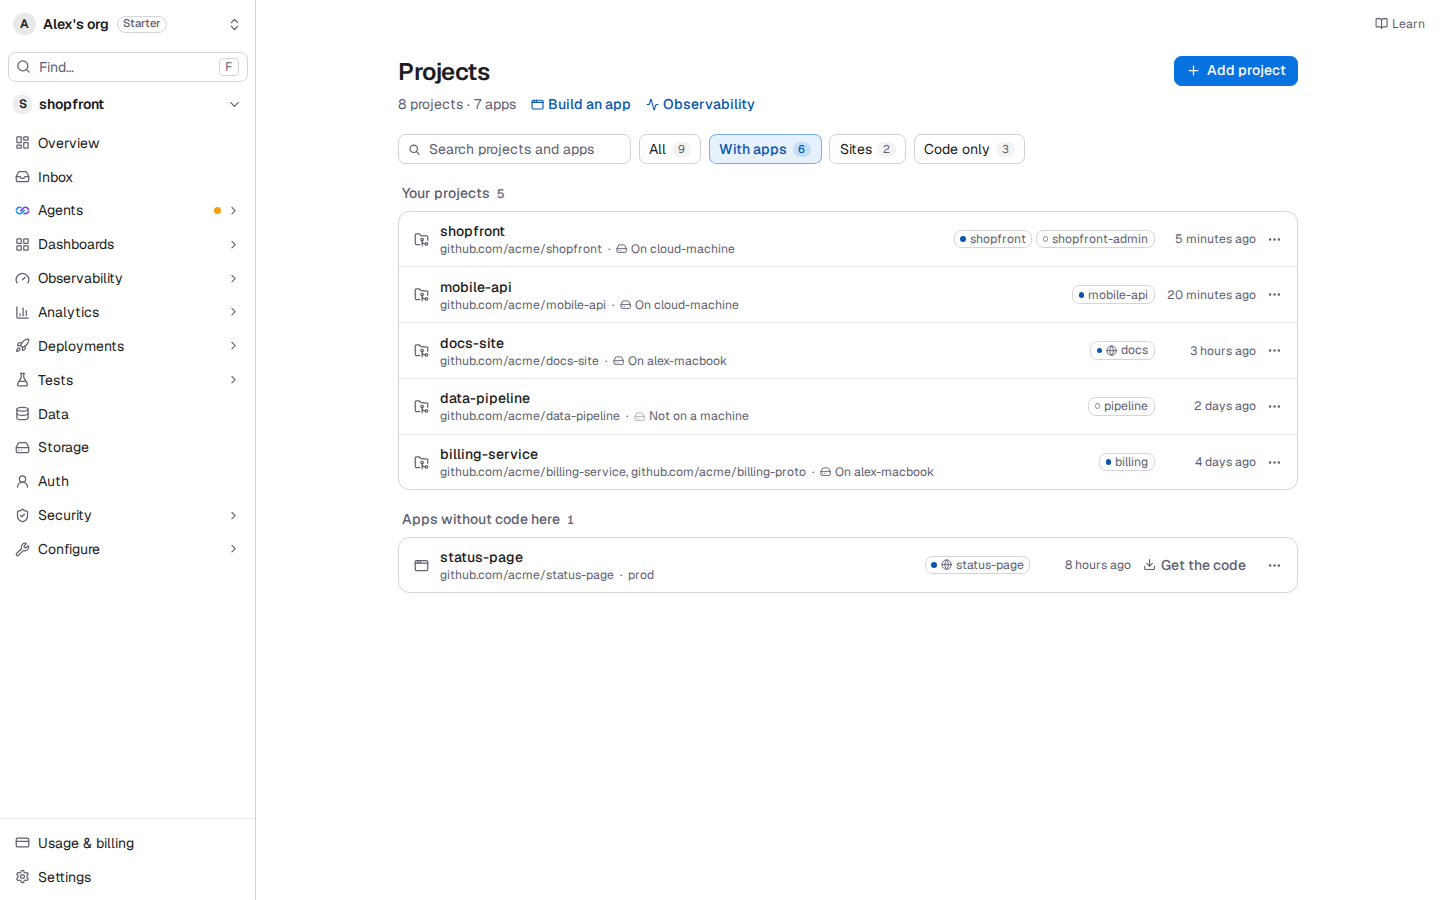 A Alex's org Starter
Find... F
S shopfront
Overview
Inbox
Agents
Dashboards
Observability
Analytics
Deployments
Tests
Data
Storage
Auth
Security
Configure
Usage & billing
Settings
Learn
Projects
Add project
8 projects · 7 apps Build an app Observability
Search projects and apps All 9 With apps 6 Sites 2 Code only 3
Your projects 5
shopfront
github.com/acme/shopfront · On cloud-machine
shopfront shopfront-admin 5 minutes ago
mobile-api
github.com/acme/mobile-api · On cloud-machine
mobile-api 20 minutes ago
docs-site
github.com/acme/docs-site · On alex-macbook
docs 3 hours ago
data-pipeline
github.com/acme/data-pipeline · Not on a machine
pipeline 2 days ago
billing-service
github.com/acme/billing-service, github.com/acme/billing-proto · On alex-macbook
billing 4 days ago
Apps without code here 1
status-page
github.com/acme/status-page · prod
status-page 8 hours ago Get the code